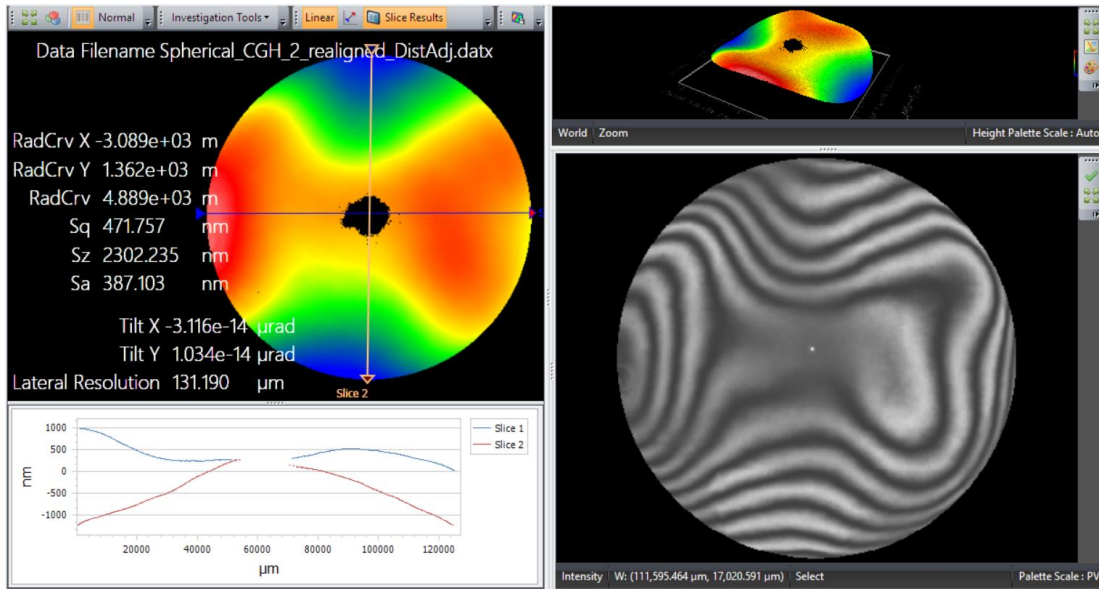 Normal Investigation Tools Linear Slice Results
Data Filename Spherical_CGH_2_realigned_DistAdj.datx
RadCrv X -3.089e+03 m
RadCrv Y 1.362e+03 m
RadCrv 4.889e+03 m
Sq 471.757 nm
Sz 2302.235 nm
Sa 387.103 nm
Tilt X -3.116e-14 µrad
Tilt Y 1.034e-14 µrad
Lateral Resolution 131.190 µm
Slice 2
1000
500
0
-500
-1000
nm
20000 40000 60000 80000 100000 120000
µm
Slice 1
Slice 2
World Zoom Height Palette Scale : Auto
Intensity W: (111,595.464 µm, 17,020.591 µm) Select Palette Scale : PV